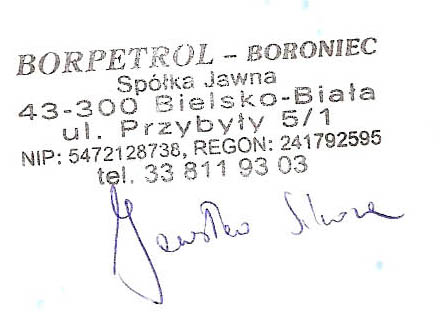 BORPETROL - BORONIEC
Spółka Jawna
43-300 Bielsko-Biała
ul. Przybyły 5/1
NIP: 5472128738, REGON: 241792595
tel. 33 811 93 03